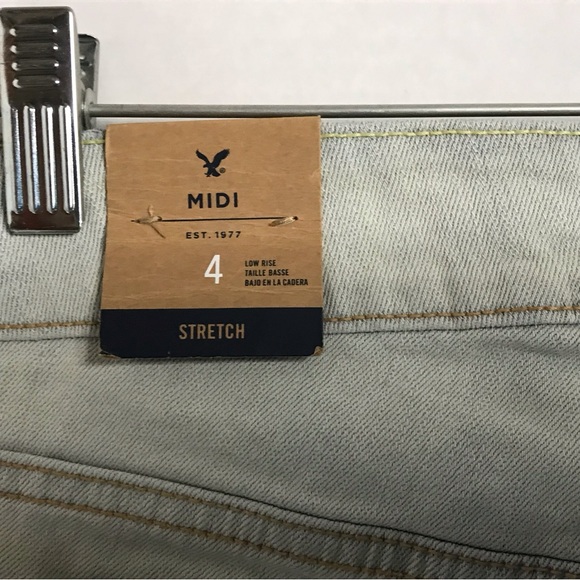 MIDI
EST. 1977
4
LOW RISE
TAILLE BASSE
BAJO EN LA CADERA
STRETCH